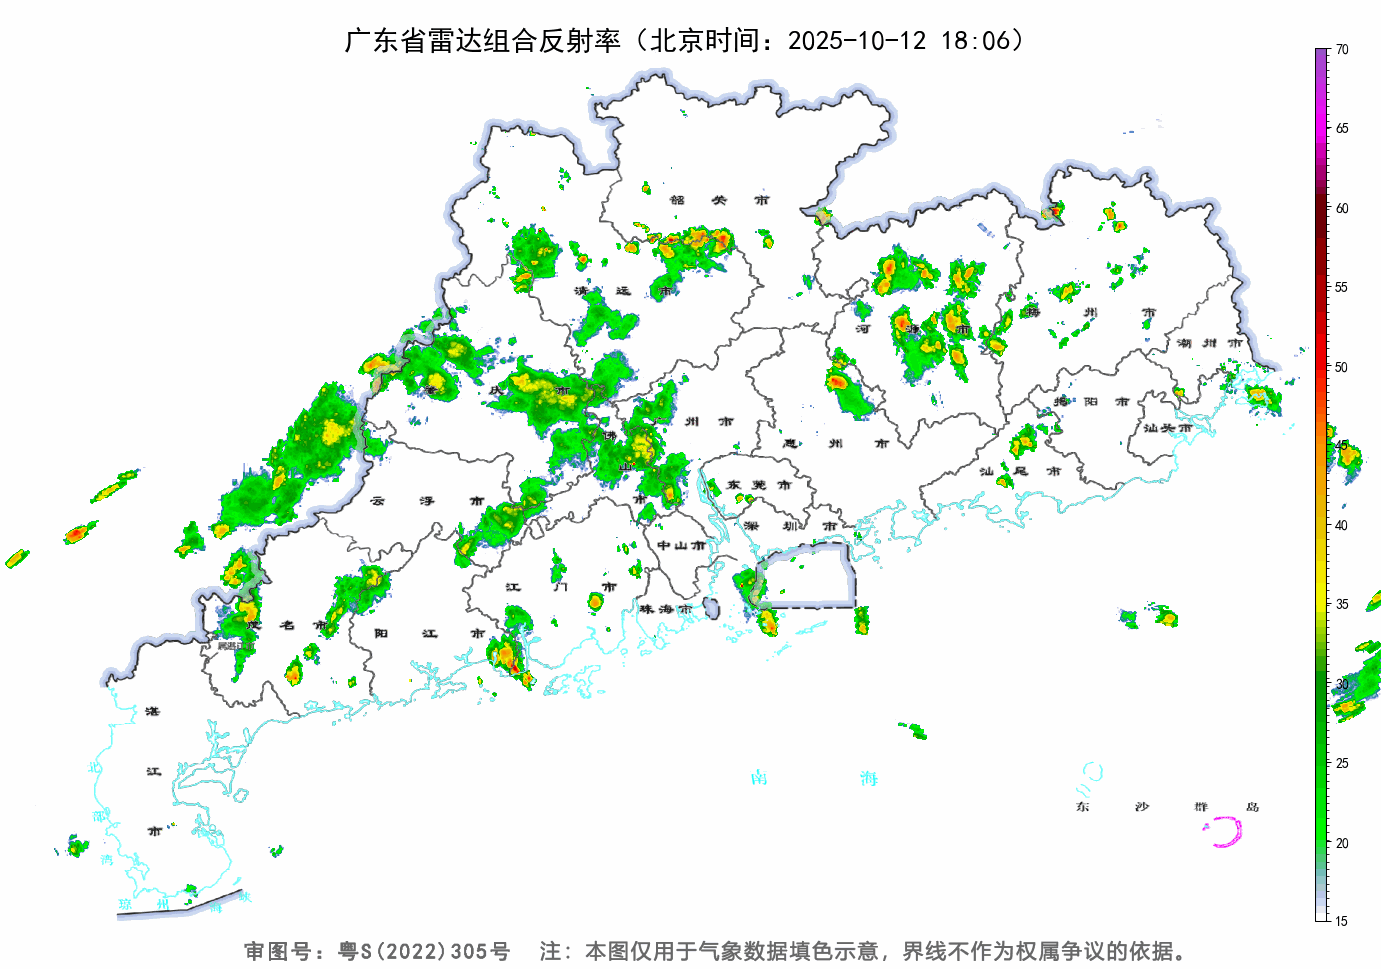 广东省雷达组合反射率（北京时间：2025-10-12 18:06）
70
65
60
55
50
45
40
35
30
25
20
15
韶关市
清远市
河源市
梅州市
潮州市
肇庆市
广州市
佛山市
惠州市
揭阳市
汕头市
汕尾市
云浮市
东莞市
深圳市
中山市
江门市
珠海市
茂名市
阳江市
属湛江
湛江市
北部湾
琼州海峡
南海
东沙群岛
审图号：粤S(2022)305号 注：本图仅用于气象数据填色示意，界线不作为权属争议的依据。